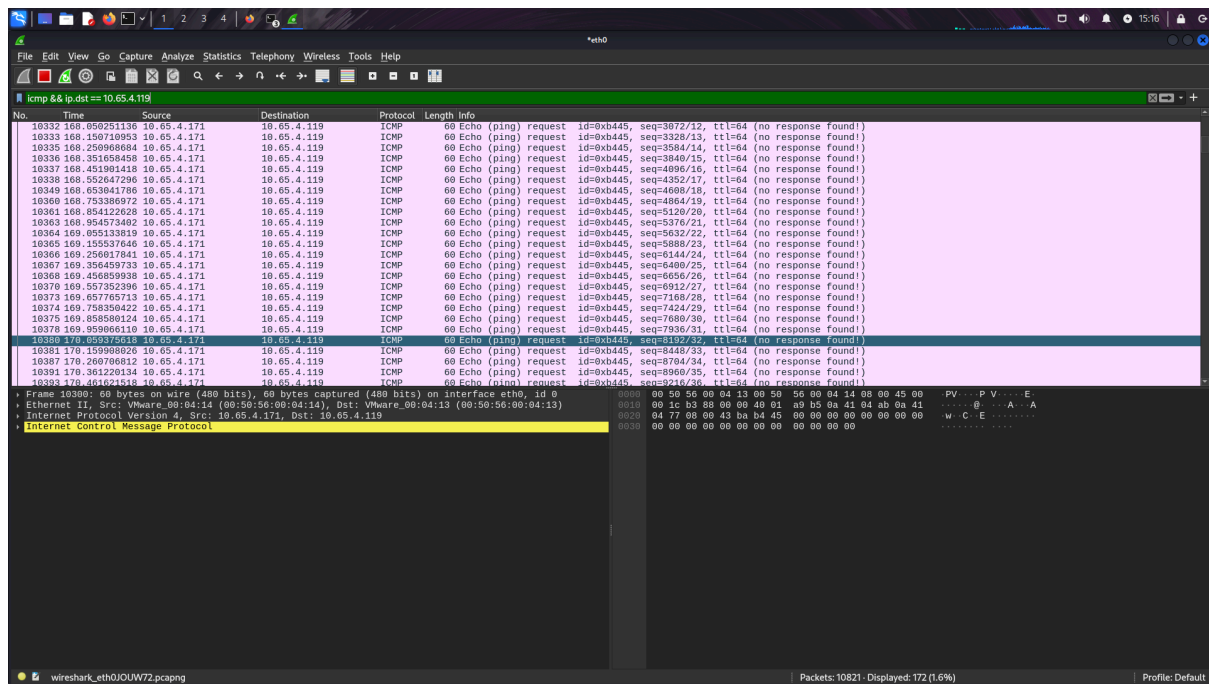 1 2 3 4 15:16
*eth0
File Edit View Go Capture Analyze Statistics Telephony Wireless Tools Help
icmp && ip.dst == 10.65.4.119
No. Time Source Destination Protocol Length Info
10332 168.050251136 10.65.4.171 10.65.4.119 ICMP 60 Echo (ping) request id=0xb445, seq=3072/12, ttl=64 (no response found!)
10333 168.150710953 10.65.4.171 10.65.4.119 ICMP 60 Echo (ping) request id=0xb445, seq=3328/13, ttl=64 (no response found!)
10335 168.250968684 10.65.4.171 10.65.4.119 ICMP 60 Echo (ping) request id=0xb445, seq=3584/14, ttl=64 (no response found!)
10336 168.351658458 10.65.4.171 10.65.4.119 ICMP 60 Echo (ping) request id=0xb445, seq=3840/15, ttl=64 (no response found!)
10337 168.451901418 10.65.4.171 10.65.4.119 ICMP 60 Echo (ping) request id=0xb445, seq=4096/16, ttl=64 (no response found!)
10338 168.552647296 10.65.4.171 10.65.4.119 ICMP 60 Echo (ping) request id=0xb445, seq=4352/17, ttl=64 (no response found!)
10349 168.653041786 10.65.4.171 10.65.4.119 ICMP 60 Echo (ping) request id=0xb445, seq=4608/18, ttl=64 (no response found!)
10360 168.753386972 10.65.4.171 10.65.4.119 ICMP 60 Echo (ping) request id=0xb445, seq=4864/19, ttl=64 (no response found!)
10361 168.854122628 10.65.4.171 10.65.4.119 ICMP 60 Echo (ping) request id=0xb445, seq=5120/20, ttl=64 (no response found!)
10363 168.954573402 10.65.4.171 10.65.4.119 ICMP 60 Echo (ping) request id=0xb445, seq=5376/21, ttl=64 (no response found!)
10364 169.055133819 10.65.4.171 10.65.4.119 ICMP 60 Echo (ping) request id=0xb445, seq=5632/22, ttl=64 (no response found!)
10365 169.155537646 10.65.4.171 10.65.4.119 ICMP 60 Echo (ping) request id=0xb445, seq=5888/23, ttl=64 (no response found!)
10366 169.256017841 10.65.4.171 10.65.4.119 ICMP 60 Echo (ping) request id=0xb445, seq=6144/24, ttl=64 (no response found!)
10367 169.356459733 10.65.4.171 10.65.4.119 ICMP 60 Echo (ping) request id=0xb445, seq=6400/25, ttl=64 (no response found!)
10368 169.456859938 10.65.4.171 10.65.4.119 ICMP 60 Echo (ping) request id=0xb445, seq=6656/26, ttl=64 (no response found!)
10370 169.557352396 10.65.4.171 10.65.4.119 ICMP 60 Echo (ping) request id=0xb445, seq=6912/27, ttl=64 (no response found!)
10373 169.657765713 10.65.4.171 10.65.4.119 ICMP 60 Echo (ping) request id=0xb445, seq=7168/28, ttl=64 (no response found!)
10374 169.758350422 10.65.4.171 10.65.4.119 ICMP 60 Echo (ping) request id=0xb445, seq=7424/29, ttl=64 (no response found!)
10375 169.858580124 10.65.4.171 10.65.4.119 ICMP 60 Echo (ping) request id=0xb445, seq=7680/30, ttl=64 (no response found!)
10378 169.959066110 10.65.4.171 10.65.4.119 ICMP 60 Echo (ping) request id=0xb445, seq=7936/31, ttl=64 (no response found!)
10380 170.059375618 10.65.4.171 10.65.4.119 ICMP 60 Echo (ping) request id=0xb445, seq=8192/32, ttl=64 (no response found!)
10381 170.159908026 10.65.4.171 10.65.4.119 ICMP 60 Echo (ping) request id=0xb445, seq=8448/33, ttl=64 (no response found!)
10387 170.260706812 10.65.4.171 10.65.4.119 ICMP 60 Echo (ping) request id=0xb445, seq=8704/34, ttl=64 (no response found!)
10391 170.361220134 10.65.4.171 10.65.4.119 ICMP 60 Echo (ping) request id=0xb445, seq=8960/35, ttl=64 (no response found!)
10393 170.461621518 10.65.4.171 10.65.4.119 ICMP 60 Echo (ping) request id=0xb445, seq=9216/36, ttl=64 (no response found!)
Frame 10300: 60 bytes on wire (480 bits), 60 bytes captured (480 bits) on interface eth0, id 0
Ethernet II, Src: VMware_00:04:14 (00:50:56:00:04:14), Dst: VMware_00:04:13 (00:50:56:00:04:13)
Internet Protocol Version 4, Src: 10.65.4.171, Dst: 10.65.4.119
Internet Control Message Protocol
0000 00 50 56 00 04 13 00 50 56 00 04 14 08 00 45 00 ·PV····P V·····E·
0010 00 1c b3 88 00 00 40 01 a9 b5 0a 41 04 ab 0a 41 ······@· ···A···A
0020 04 77 08 00 43 ba b4 45 00 00 00 00 00 00 00 00 ·w··C··E ········
0030 00 00 00 00 00 00 00 00 00 00 00 00 ········ ····
wireshark_eth0JOUW72.pcapng Packets: 10821 · Displayed: 172 (1.6%) Profile: Default